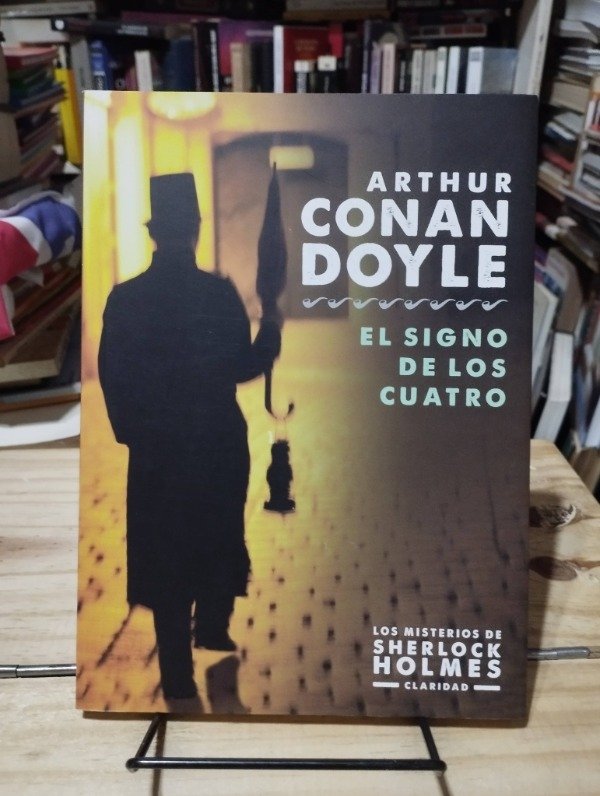 ARTHUR
CONAN
DOYLE
EL SIGNO
DE LOS
CUATRO
LOS MISTERIOS DE
SHERLOCK
HOLMES
CLARIDAD